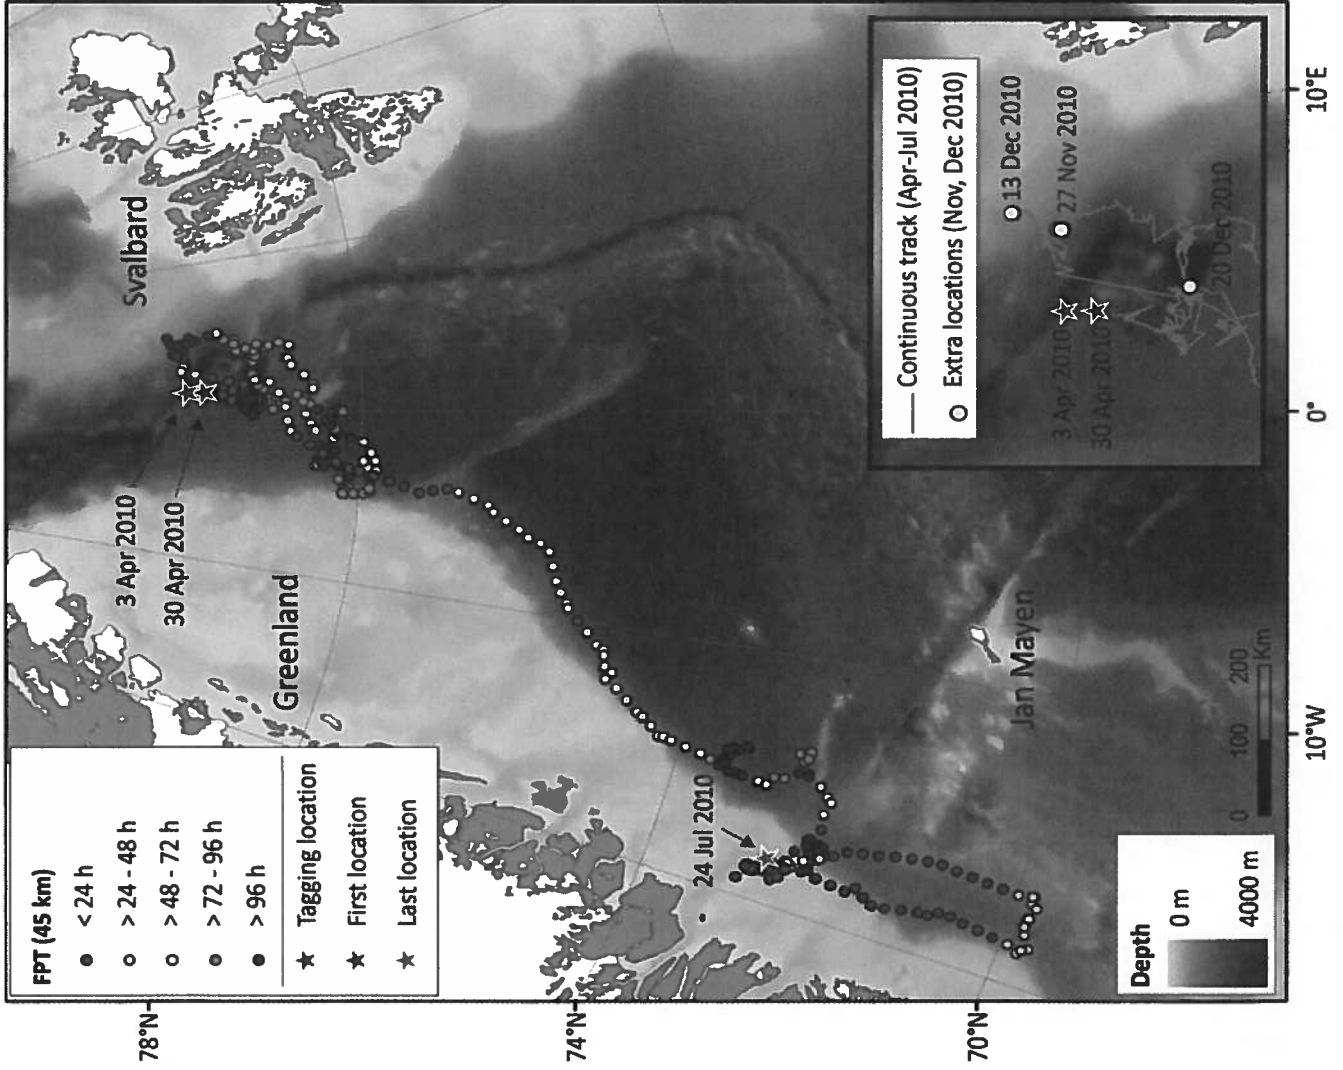 FPT (45 km)
< 24 h
> 24 - 48 h
> 48 - 72 h
> 72 - 96 h
> 96 h
Tagging location
First location
Last location
Svalbard
Greenland
Jan Mayen
3 Apr 2010
30 Apr 2010
24 Jul 2010
Continuous track (Apr-Jul 2010)
Extra locations (Nov, Dec 2010)
13 Dec 2010
27 Nov 2010
3 Apr 2010
30 Apr 2010
20 Dec 2010
Depth
0 m
4000 m
0 100 200
Km
78°N
74°N
70°N
10°W
0°
10°E